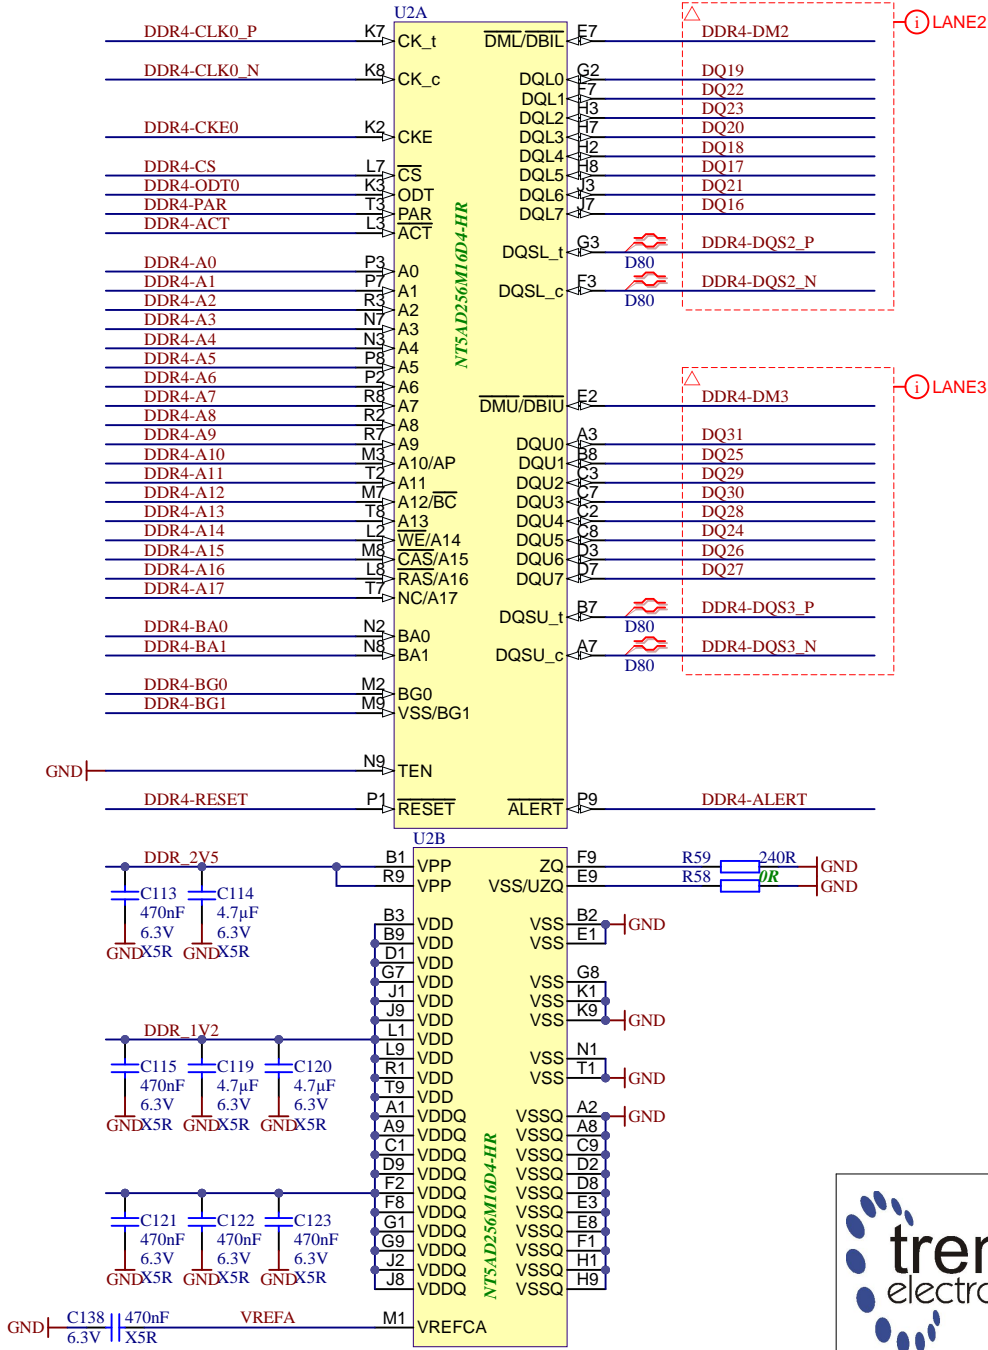 U2A
DDR4-CLK0_P K7 CK_t DML/DBIL E7 DDR4-DM2 i LANE2
DDR4-CLK0_N K8 CK_c DQL0 G2 DQ19
DQL1 F7 DQ22
DQL2 H3 DQ23
DDR4-CKE0 K2 CKE DQL3 H7 DQ20
DQL4 H2 DQ18
DDR4-CS L7 CS DQL5 H8 DQ17
DDR4-ODT0 K3 ODT DQL6 J3 DQ21
DDR4-PAR T3 PAR DQL7 J7 DQ16
DDR4-ACT L3 ACT
DQSL_t G3 DDR4-DQS2_P
D80
DDR4-A0 P3 A0
DDR4-A1 P7 A1 DQSL_c F3 DDR4-DQS2_N
D80
DDR4-A2 R3 A2
DDR4-A3 N7 A3
DDR4-A4 N3 A4
DDR4-A5 P8 A5
DDR4-A6 P2 A6
DDR4-A7 R8 A7 DMU/DBIU E2 DDR4-DM3 i LANE3
DDR4-A8 R2 A8
DDR4-A9 R7 A9 DQU0 A3 DQ31
DDR4-A10 M3 A10/AP DQU1 B8 DQ25
DDR4-A11 T2 A11 DQU2 C3 DQ29
DDR4-A12 M7 A12/BC DQU3 C7 DQ30
DDR4-A13 T8 A13 DQU4 C2 DQ28
DDR4-A14 L2 WE/A14 DQU5 C8 DQ24
DDR4-A15 M8 CAS/A15 DQU6 D3 DQ26
DDR4-A16 L8 RAS/A16 DQU7 D7 DQ27
DDR4-A17 T7 NC/A17
DQSU_t B7 DDR4-DQS3_P
D80
DDR4-BA0 N2 BA0
DDR4-BA1 N8 BA1 DQSU_c A7 DDR4-DQS3_N
D80
DDR4-BG0 M2 BG0
DDR4-BG1 M9 VSS/BG1
GND N9 TEN
DDR4-RESET P1 RESET ALERT P9 DDR4-ALERT
NT5AD256M16D4-HR
U2B
DDR_2V5 B1 VPP ZQ F9 R59 240R GND
R9 VPP VSS/UZQ E9 R58 0R GND
C113 C114
470nF 4.7µF
6.3V 6.3V
GND X5R GND X5R
B3 VDD VSS B2 GND
B9 VDD VSS E1
D1 VDD
G7 VDD VSS G8
J1 VDD VSS K1
J9 VDD VSS K9 GND
DDR_1V2 L1 VDD
L9 VDD VSS N1
R1 VDD VSS T1 GND
T9 VDD
C115 C119 C120
470nF 4.7µF 4.7µF
6.3V 6.3V 6.3V
GND X5R GND X5R GND X5R
A1 VDDQ VSSQ A2 GND
A9 VDDQ VSSQ A8
C1 VDDQ VSSQ C9
D9 VDDQ VSSQ D2
F2 VDDQ VSSQ D8
F8 VDDQ VSSQ E3
G1 VDDQ VSSQ E8
G9 VDDQ VSSQ F1
J2 VDDQ VSSQ H1
J8 VDDQ VSSQ H9
C121 C122 C123
470nF 470nF 470nF
6.3V 6.3V 6.3V
GND X5R GND X5R GND X5R
NT5AD256M16D4-HR
GND C138 470nF VREFA M1 VREFCA
6.3V X5R
tren
electro